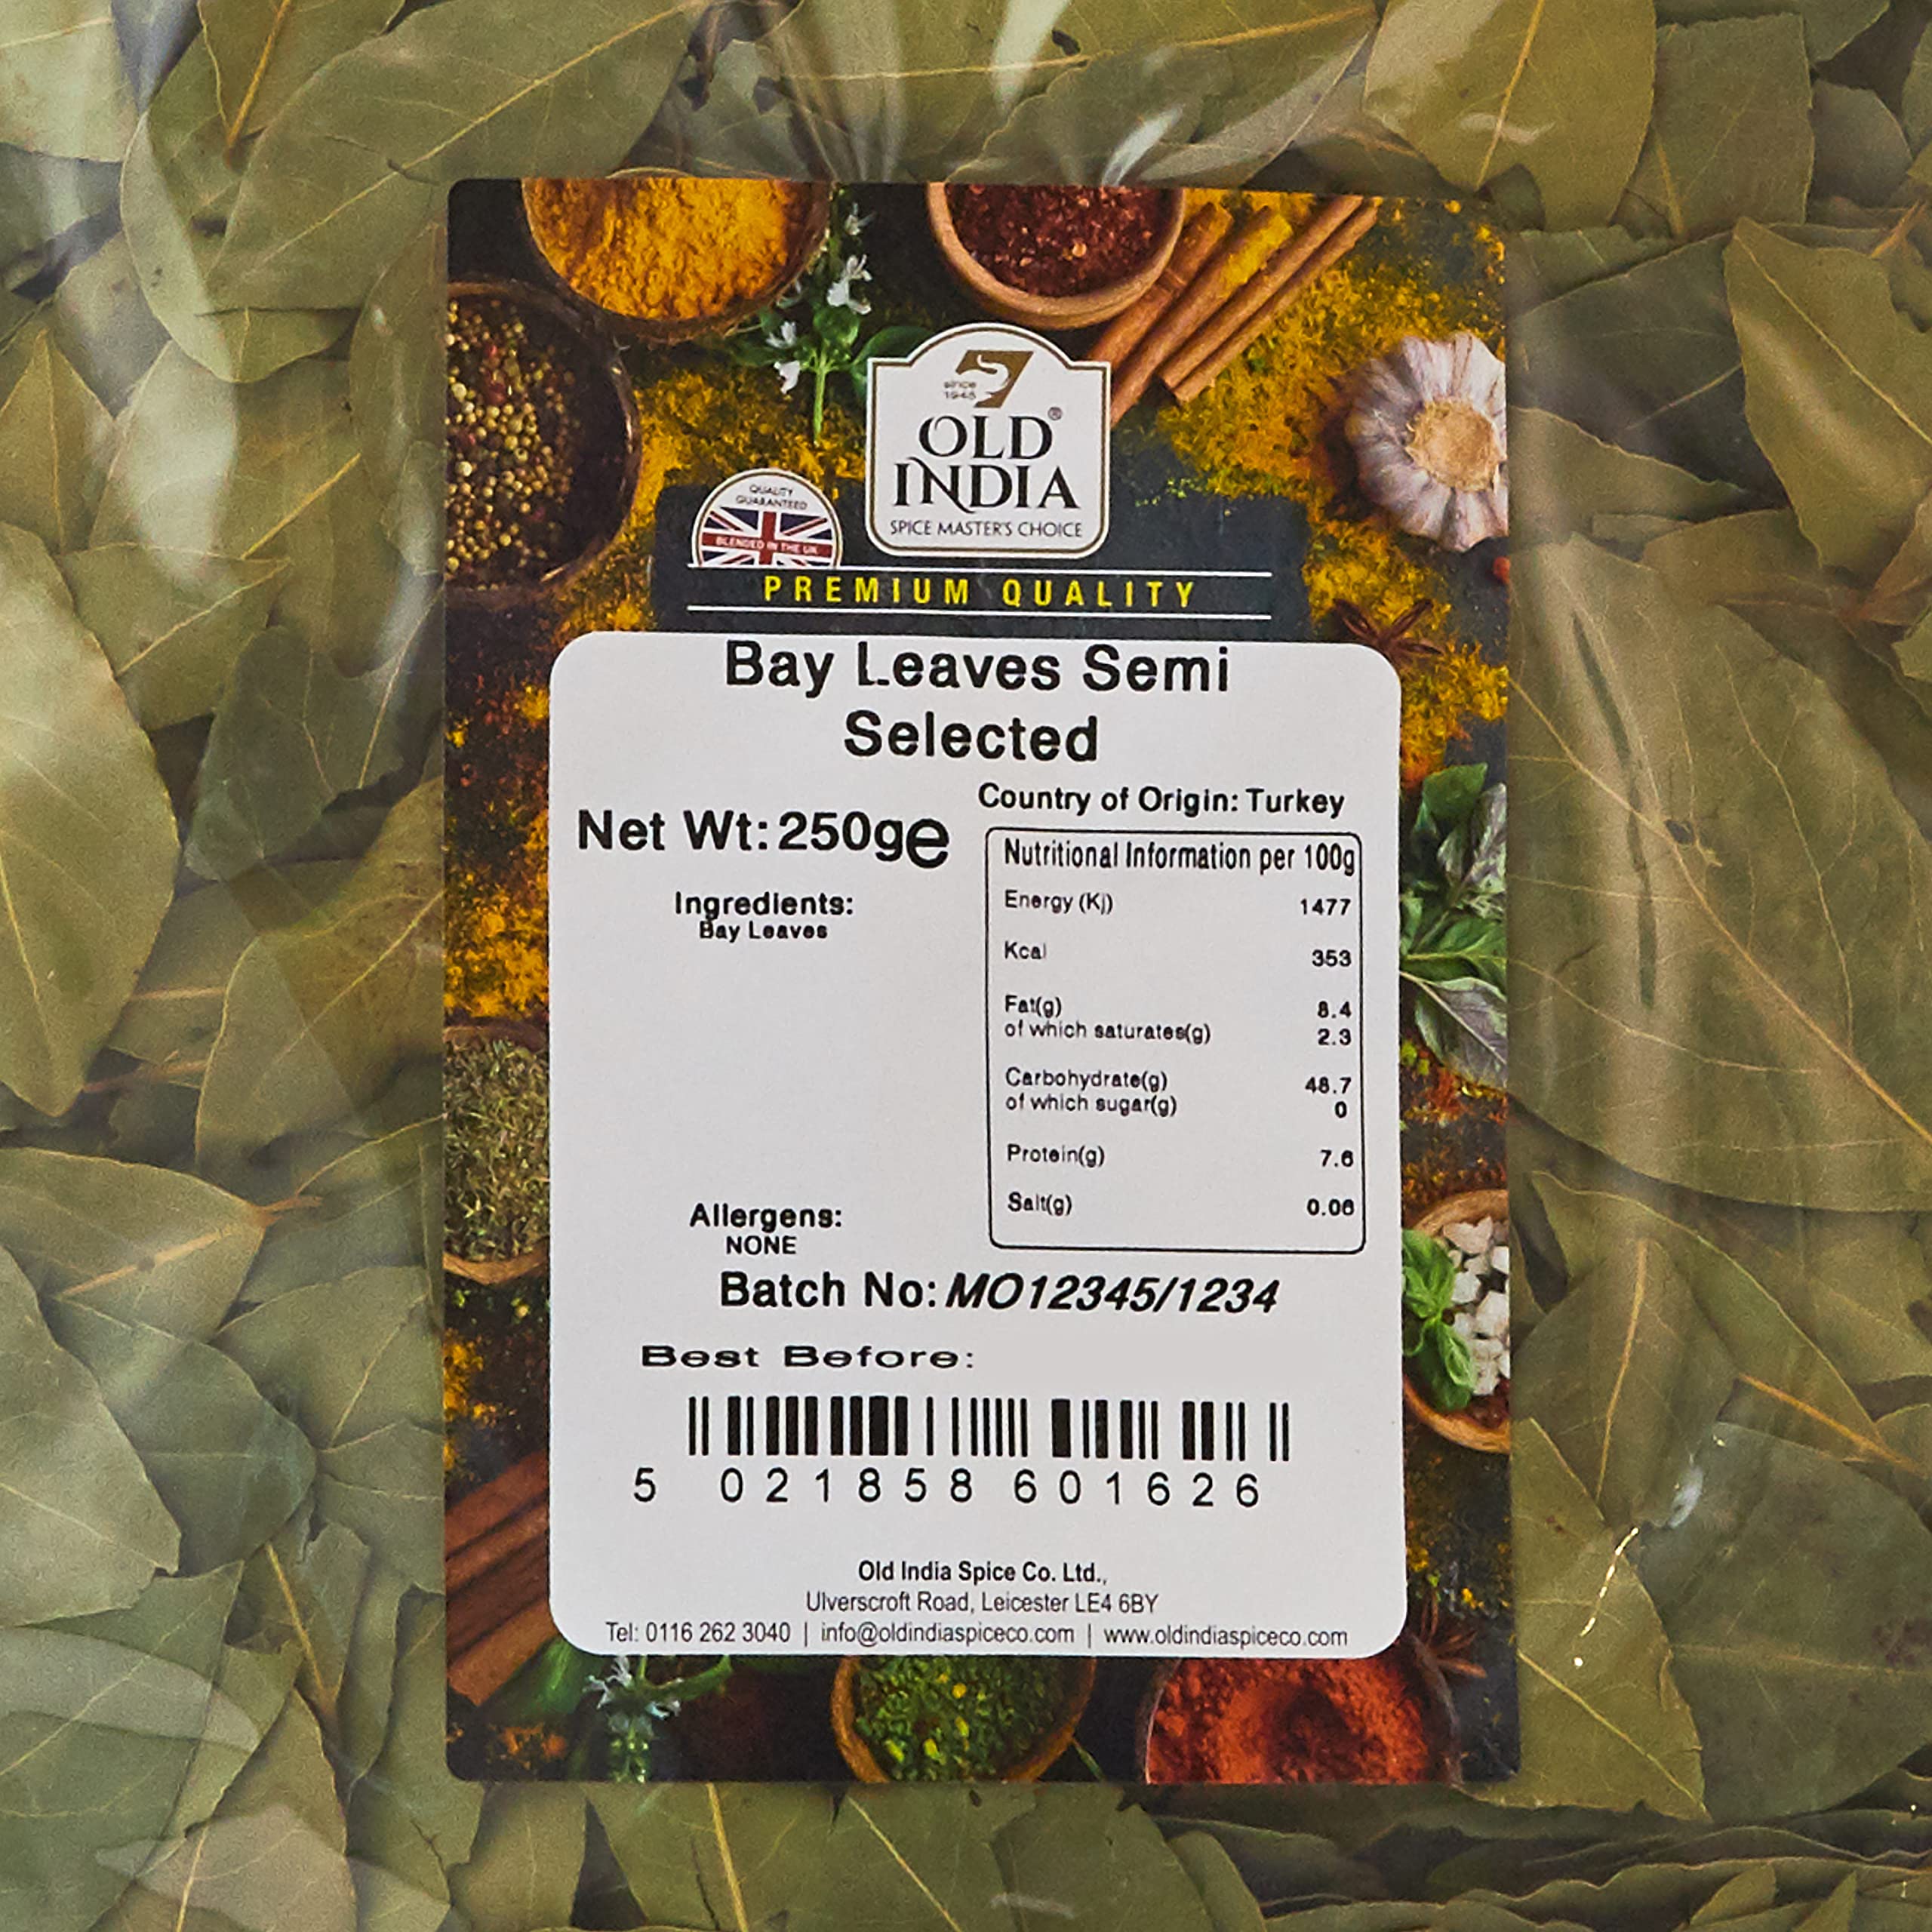 since
1945
OLD®
INDIA
SPICE MASTER'S CHOICE
QUALITY
GUARANTEED
BLENDED IN THE UK
PREMIUM QUALITY
Bay Leaves Semi
Selected
Country of Origin: Turkey
Net Wt: 250g℮
Ingredients:
Bay Leaves
Nutritional Information per 100g
Energy (Kj) 1477
Kcal 353
Fat(g) 8.4
of which saturates(g) 2.3
Carbohydrate(g) 48.7
of which sugar(g) 0
Protein(g) 7.6
Salt(g) 0.06
Allergens:
NONE
Batch No: MO12345/1234
Best Before:
5 021858 601626
Old India Spice Co. Ltd.,
Ulverscroft Road, Leicester LE4 6BY
Tel: 0116 262 3040 | info@oldindiaspiceco.com | www.oldindiaspiceco.com